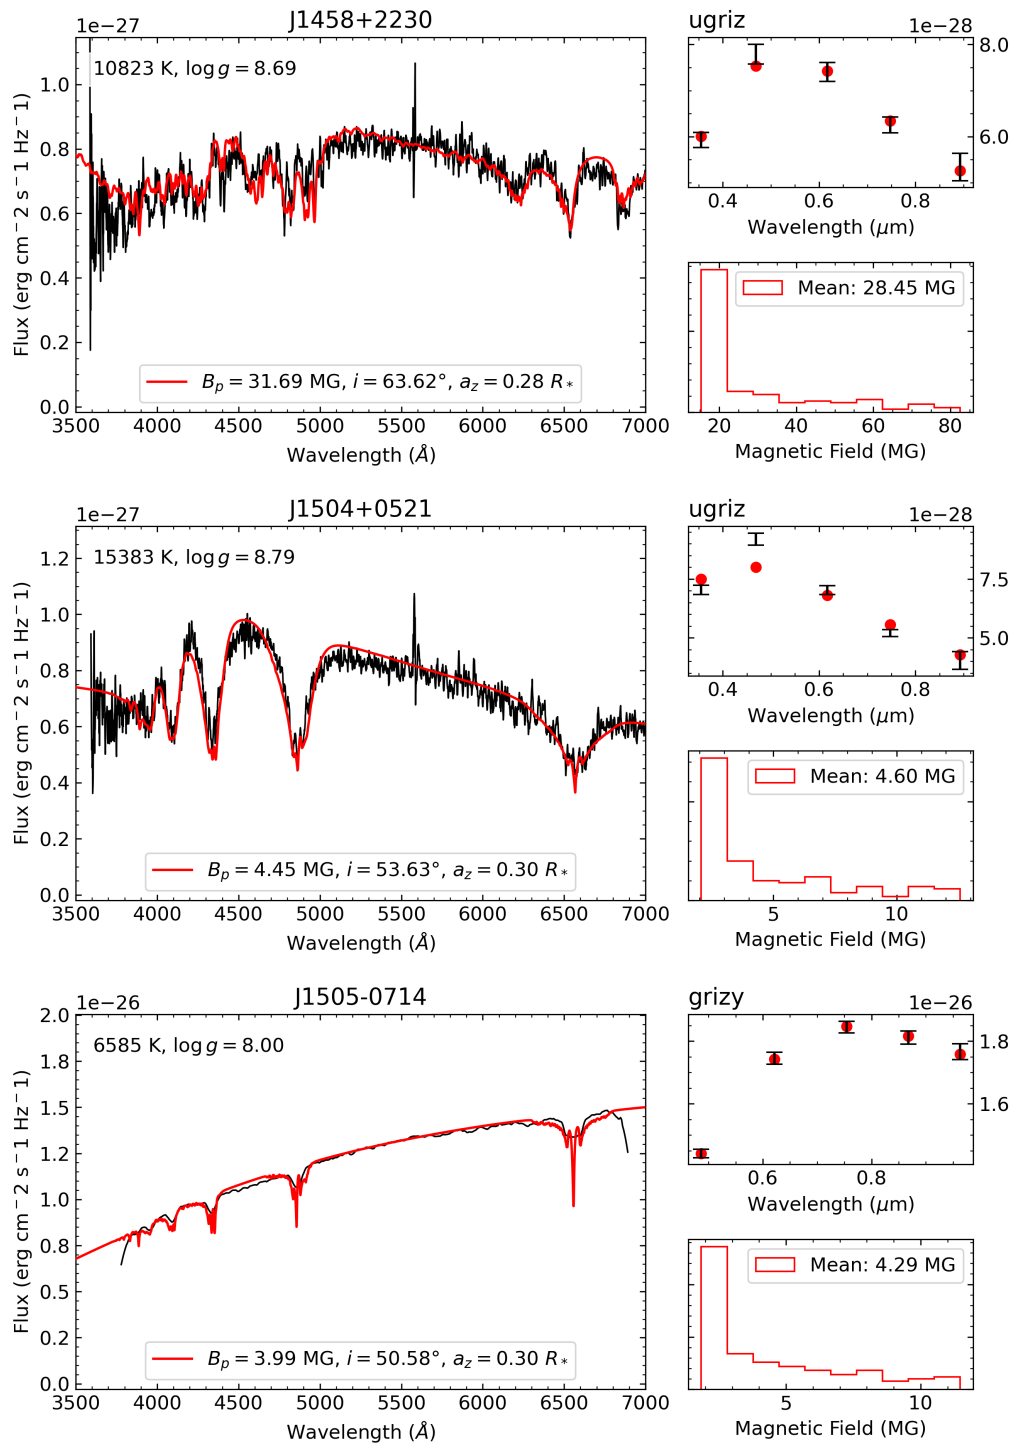 J1458+2230
1e−27
10823 K, log g = 8.69
1.0
0.8
0.6
0.4
0.2
0.0
Flux (erg cm−2 s−1 Hz−1)
B_p = 31.69 MG, i = 63.62°, a_z = 0.28 R_*
3500 4000 4500 5000 5500 6000 6500 7000
Wavelength (Å)
ugriz
1e−28
8.0
6.0
0.4 0.6 0.8
Wavelength (μm)
Mean: 28.45 MG
20 40 60 80
Magnetic Field (MG)
J1504+0521
1e−27
15383 K, log g = 8.79
1.2
1.0
0.8
0.6
0.4
0.2
0.0
Flux (erg cm−2 s−1 Hz−1)
B_p = 4.45 MG, i = 53.63°, a_z = 0.30 R_*
3500 4000 4500 5000 5500 6000 6500 7000
Wavelength (Å)
ugriz
1e−28
7.5
5.0
0.4 0.6 0.8
Wavelength (μm)
Mean: 4.60 MG
5 10
Magnetic Field (MG)
J1505-0714
1e−26
6585 K, log g = 8.00
2.0
1.8
1.5
1.2
1.0
0.8
0.5
0.2
0.0
Flux (erg cm−2 s−1 Hz−1)
B_p = 3.99 MG, i = 50.58°, a_z = 0.30 R_*
3500 4000 4500 5000 5500 6000 6500 7000
Wavelength (Å)
grizy
1e−26
1.8
1.6
0.6 0.8
Wavelength (μm)
Mean: 4.29 MG
5 10
Magnetic Field (MG)